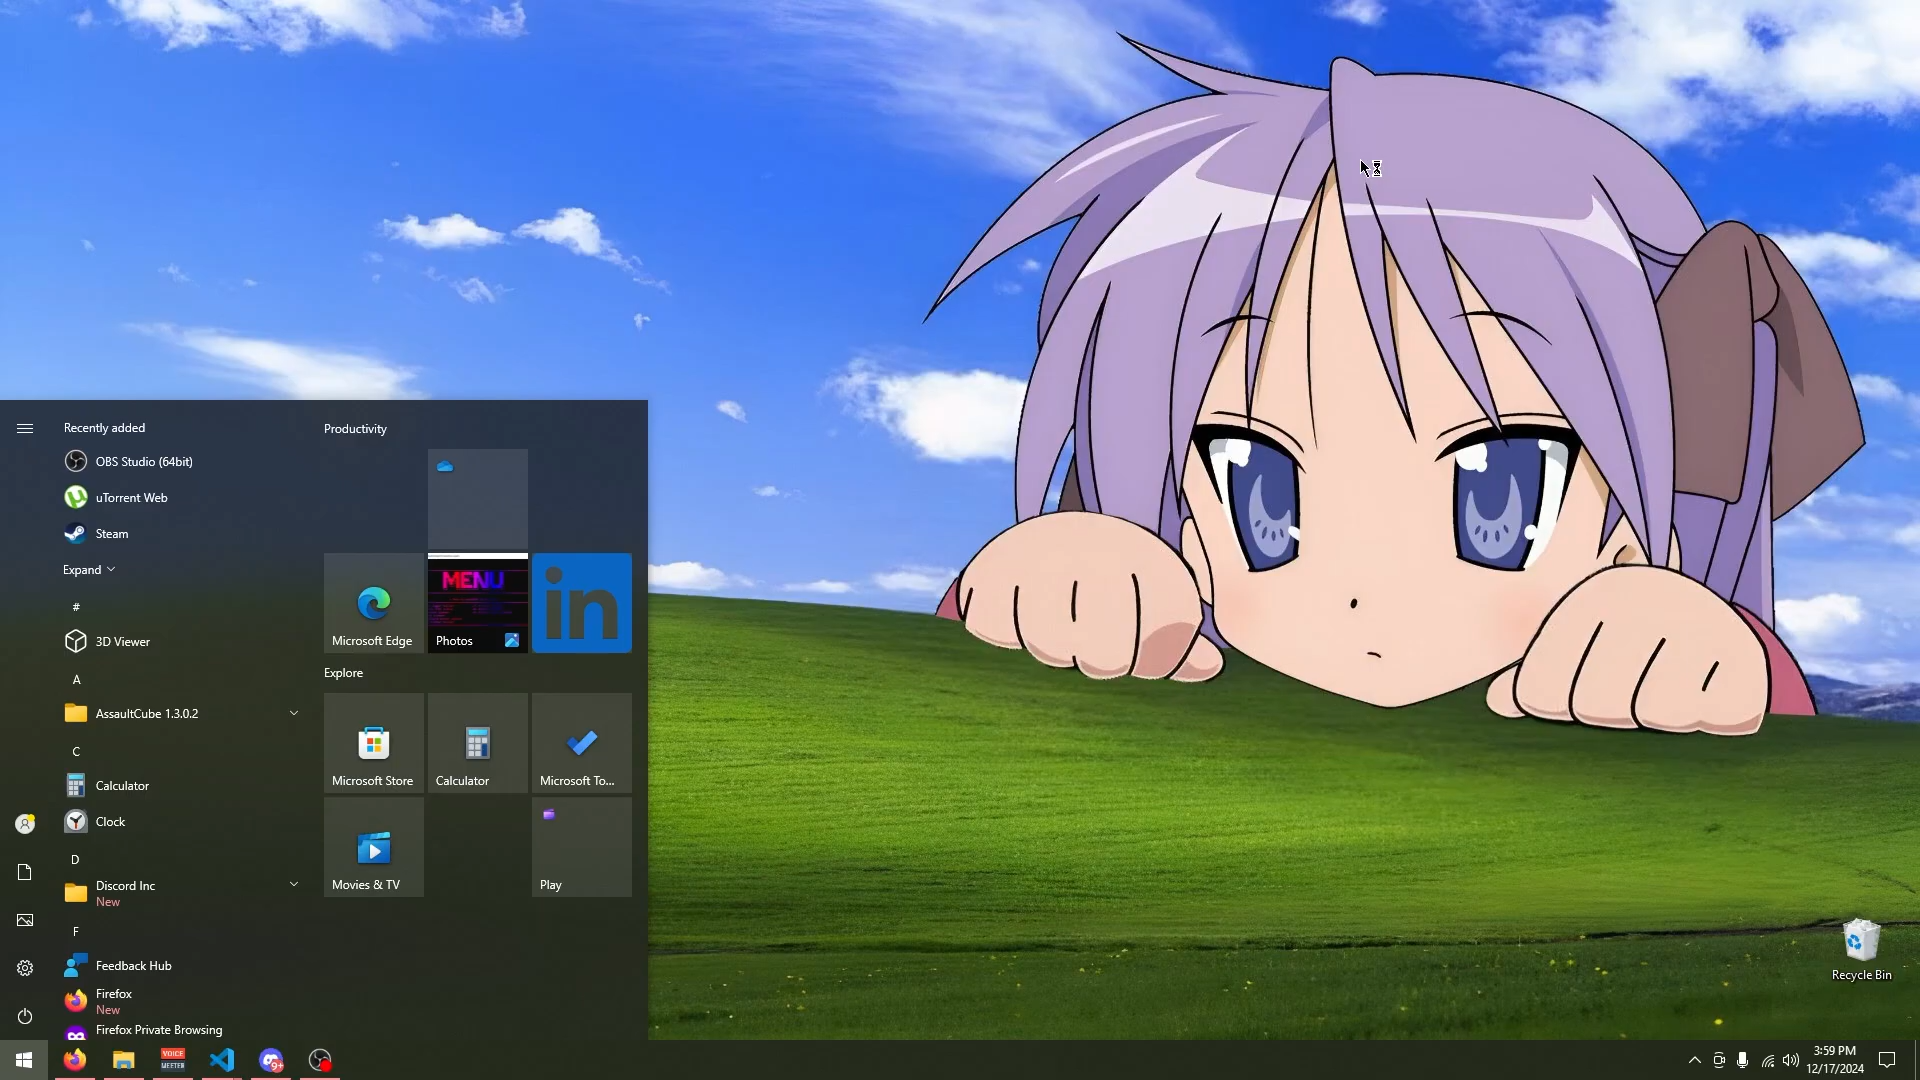 Recently added
OBS Studio (64bit)
uTorrent Web
Steam
Expand
#
3D Viewer
A
AssaultCube 1.3.0.2
C
Calculator
Clock
D
Discord Inc
New
F
Feedback Hub
Firefox
New
Firefox Private Browsing
Productivity
Microsoft Edge
MENU
Photos
in
Explore
Microsoft Store
Calculator
Microsoft To...
Movies & TV
Play
Recycle Bin
VOICE
MEETER
9+
3:59 PM
12/17/2024